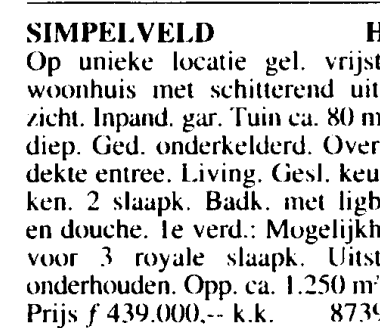 SIMPELVELD H
Op unieke locatie gel. vrijst
woonhuis met schitterend uit
zicht. Inpand. gar. Tuin ca. 80 m
diep. Ged. onderkelderd. Over
dekte entree. Living. Gesl. keu
ken. 2 slaapk. Badk. met ligb
en douche. 1e verd.: Mogelijkh
voor 3 royale slaapk. Uitst
onderhouden. Opp. ca. 1.250 m²
Prijs ƒ 439.000,-- k.k. 8739